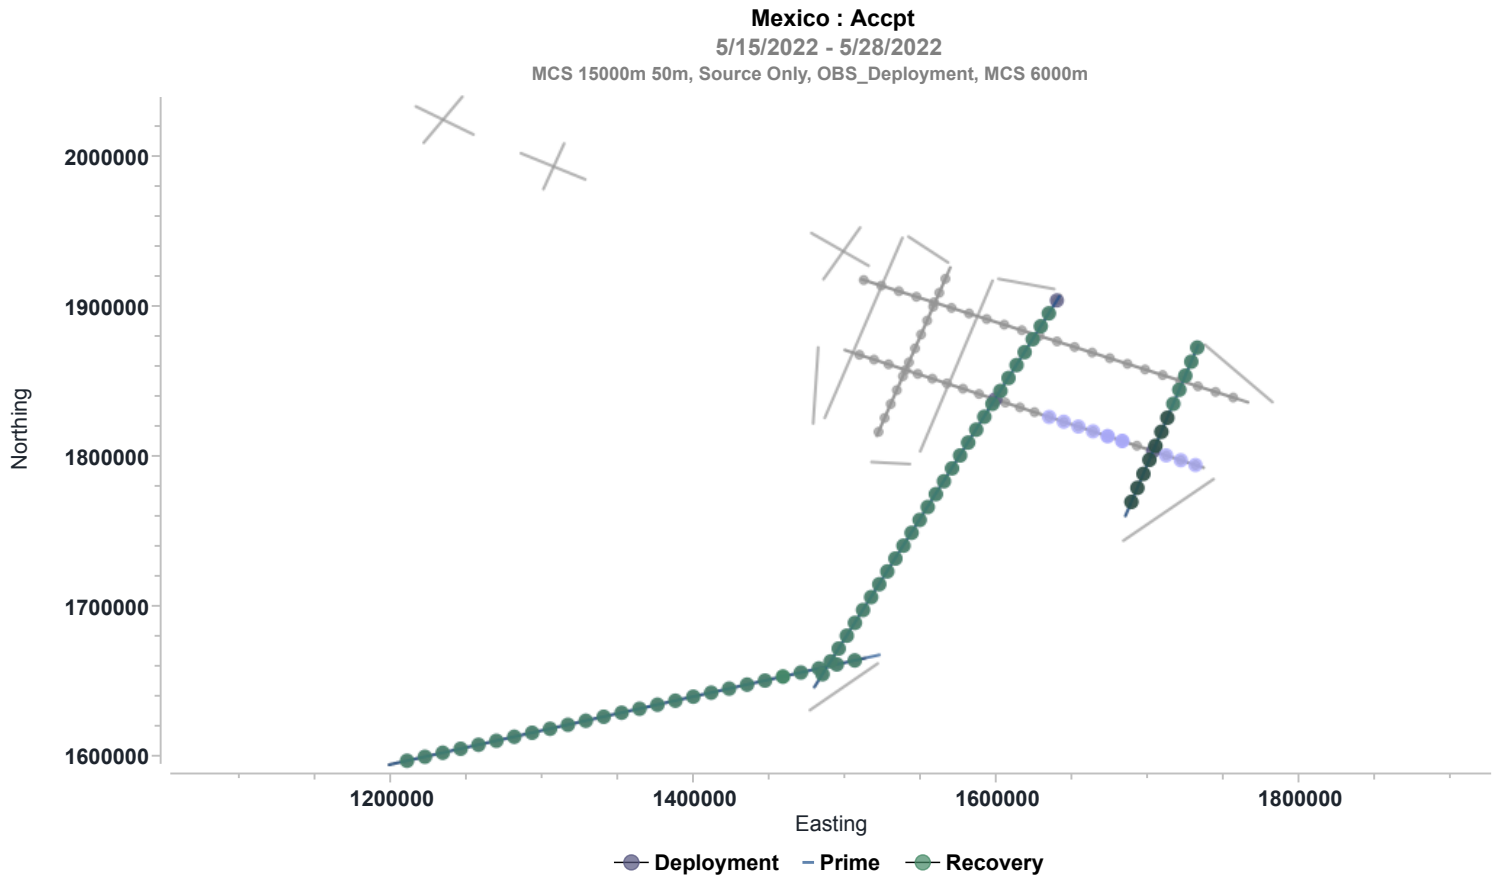 Mexico : Accpt
5/15/2022 - 5/28/2022
MCS 15000m 50m, Source Only, OBS_Deployment, MCS 6000m
2000000
1900000
1800000
1700000
1600000
Northing
1200000
1400000
1600000
1800000
Easting
Deployment Prime Recovery